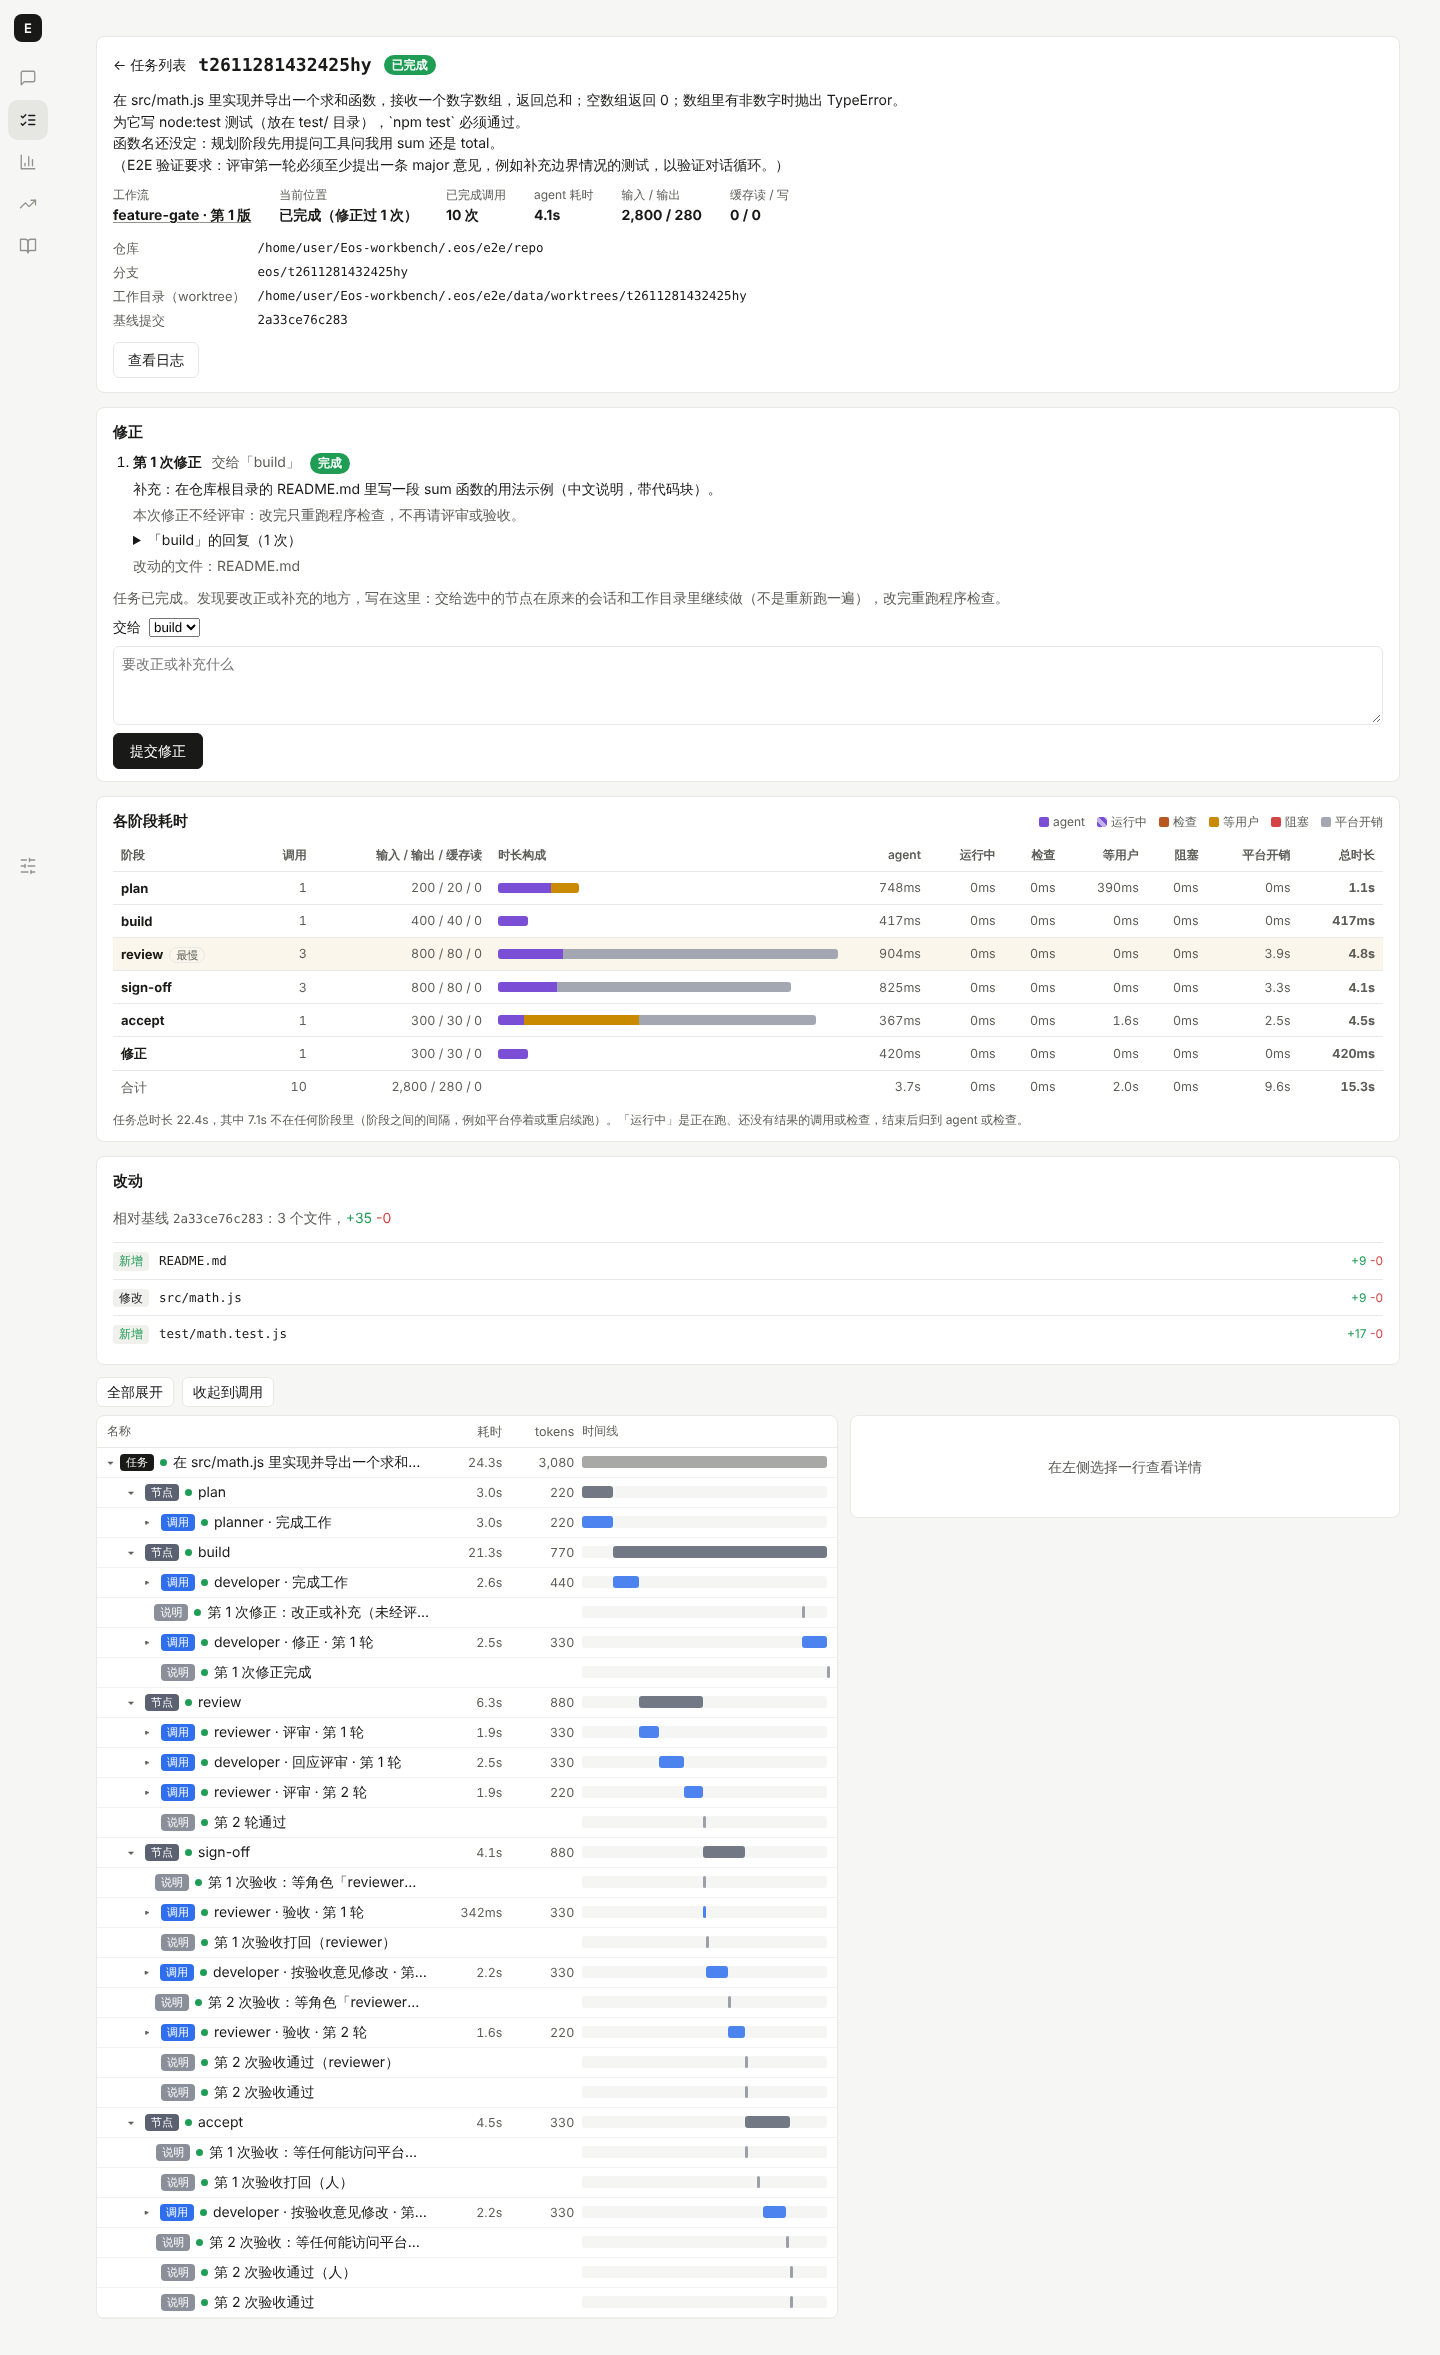 E
← 任务列表 t2611281432425hy 已完成
在 src/math.js 里实现并导出一个求和函数，接收一个数字数组，返回总和；空数组返回 0；数组里有非数字时抛出 TypeError。
为它写 node:test 测试（放在 test/ 目录），`npm test` 必须通过。
函数名还没定：规划阶段先用提问工具问我用 sum 还是 total。
（E2E 验证要求：评审第一轮必须至少提出一条 major 意见，例如补充边界情况的测试，以验证对话循环。）
工作流 当前位置 已完成调用 agent 耗时 输入 / 输出 缓存读 / 写
feature-gate · 第 1 版 已完成（修正过 1 次） 10 次 4.1s 2,800 / 280 0 / 0
仓库 /home/user/Eos-workbench/.eos/e2e/repo
分支 eos/t2611281432425hy
工作目录（worktree） /home/user/Eos-workbench/.eos/e2e/data/worktrees/t2611281432425hy
基线提交 2a33ce76c283
查看日志
修正
1. 第 1 次修正 交给「build」 完成
补充：在仓库根目录的 README.md 里写一段 sum 函数的用法示例（中文说明，带代码块）。
本次修正不经评审：改完只重跑程序检查，不再请评审或验收。
▶ 「build」的回复（1 次）
改动的文件：README.md
任务已完成。发现要改正或补充的地方，写在这里：交给选中的节点在原来的会话和工作目录里继续做（不是重新跑一遍），改完重跑程序检查。
交给 build
要改正或补充什么
提交修正
各阶段耗时 agent 运行中 检查 等用户 阻塞 平台开销
阶段 调用 输入 / 输出 / 缓存读 时长构成 agent 运行中 检查 等用户 阻塞 平台开销 总时长
plan 1 200 / 20 / 0 748ms 0ms 0ms 390ms 0ms 0ms 1.1s
build 1 400 / 40 / 0 417ms 0ms 0ms 0ms 0ms 0ms 417ms
review 最慢 3 800 / 80 / 0 904ms 0ms 0ms 0ms 0ms 3.9s 4.8s
sign-off 3 800 / 80 / 0 825ms 0ms 0ms 0ms 0ms 3.3s 4.1s
accept 1 300 / 30 / 0 367ms 0ms 0ms 1.6s 0ms 2.5s 4.5s
修正 1 300 / 30 / 0 420ms 0ms 0ms 0ms 0ms 0ms 420ms
合计 10 2,800 / 280 / 0 3.7s 0ms 0ms 2.0s 0ms 9.6s 15.3s
任务总时长 22.4s，其中 7.1s 不在任何阶段里（阶段之间的间隔，例如平台停着或重启续跑）。「运行中」是正在跑、还没有结果的调用或检查，结束后归到 agent 或检查。
改动
相对基线 2a33ce76c283：3 个文件，+35 -0
新增 README.md +9 -0
修改 src/math.js +9 -0
新增 test/math.test.js +17 -0
全部展开 收起到调用
名称 耗时 tokens 时间线
任务 在 src/math.js 里实现并导出一个求和... 24.3s 3,080
在左侧选择一行查看详情
节点 plan 3.0s 220
调用 planner · 完成工作 3.0s 220
节点 build 21.3s 770
调用 developer · 完成工作 2.6s 440
说明 第 1 次修正：改正或补充（未经评...
调用 developer · 修正 · 第 1 轮 2.5s 330
说明 第 1 次修正完成
节点 review 6.3s 880
调用 reviewer · 评审 · 第 1 轮 1.9s 330
调用 developer · 回应评审 · 第 1 轮 2.5s 330
调用 reviewer · 评审 · 第 2 轮 1.9s 220
说明 第 2 轮通过
节点 sign-off 4.1s 880
说明 第 1 次验收：等角色「reviewer...
调用 reviewer · 验收 · 第 1 轮 342ms 330
说明 第 1 次验收打回（reviewer）
调用 developer · 按验收意见修改 · 第... 2.2s 330
说明 第 2 次验收：等角色「reviewer...
调用 reviewer · 验收 · 第 2 轮 1.6s 220
说明 第 2 次验收通过（reviewer）
说明 第 2 次验收通过
节点 accept 4.5s 330
说明 第 1 次验收：等任何能访问平台...
说明 第 1 次验收打回（人）
调用 developer · 按验收意见修改 · 第... 2.2s 330
说明 第 2 次验收：等任何能访问平台...
说明 第 2 次验收通过（人）
说明 第 2 次验收通过